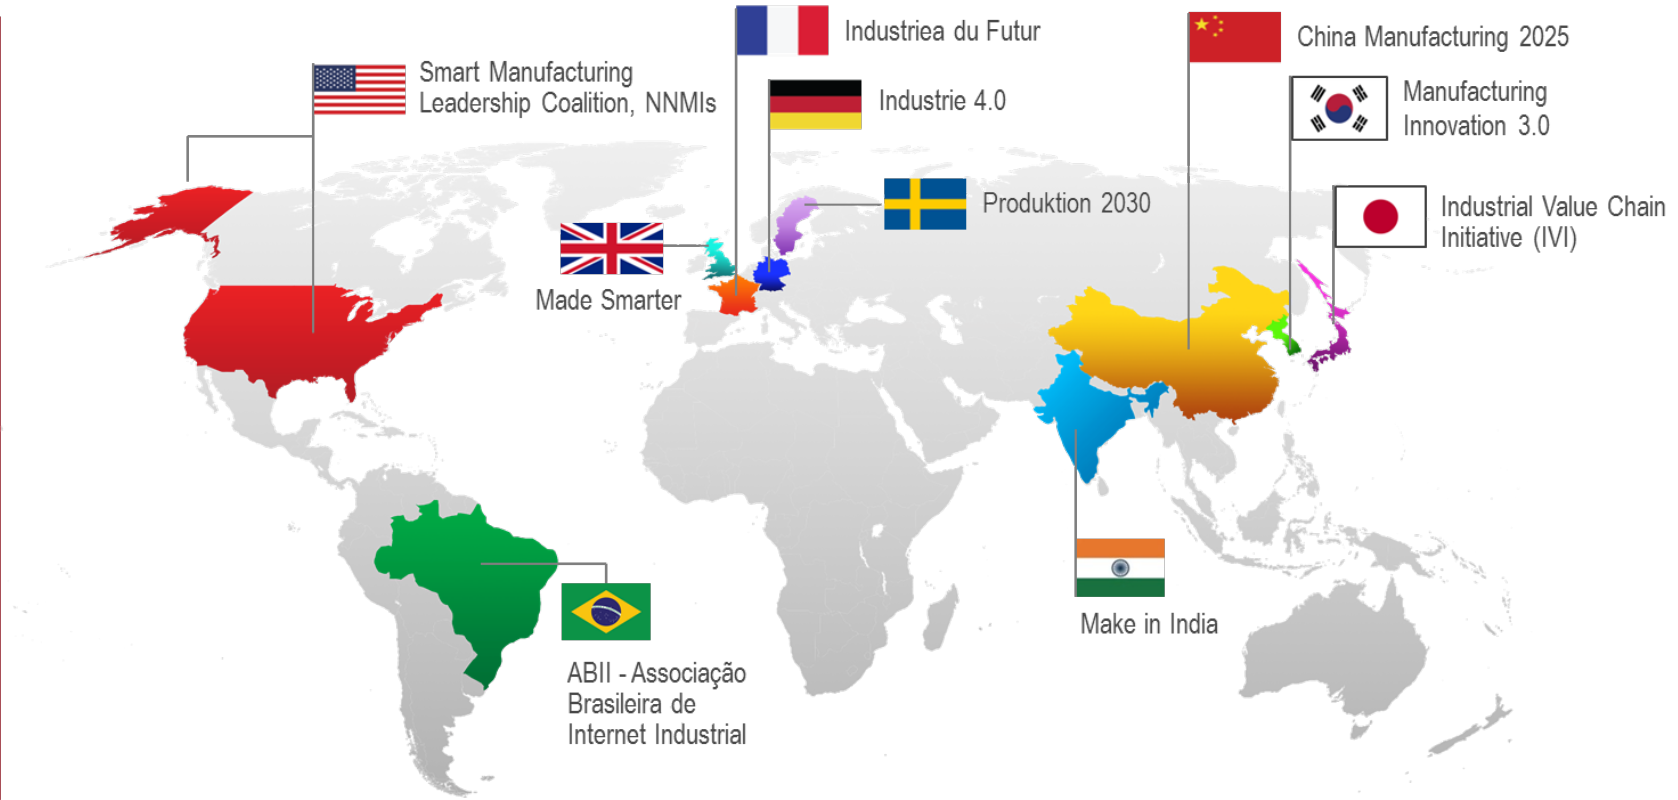 Industriea du Futur
China Manufacturing 2025
Smart Manufacturing
Leadership Coalition, NNMIs
Industrie 4.0
Manufacturing
Innovation 3.0
Produktion 2030
Industrial Value Chain
Initiative (IVI)
Made Smarter
Make in India
ABII - Associação
Brasileira de
Internet Industrial